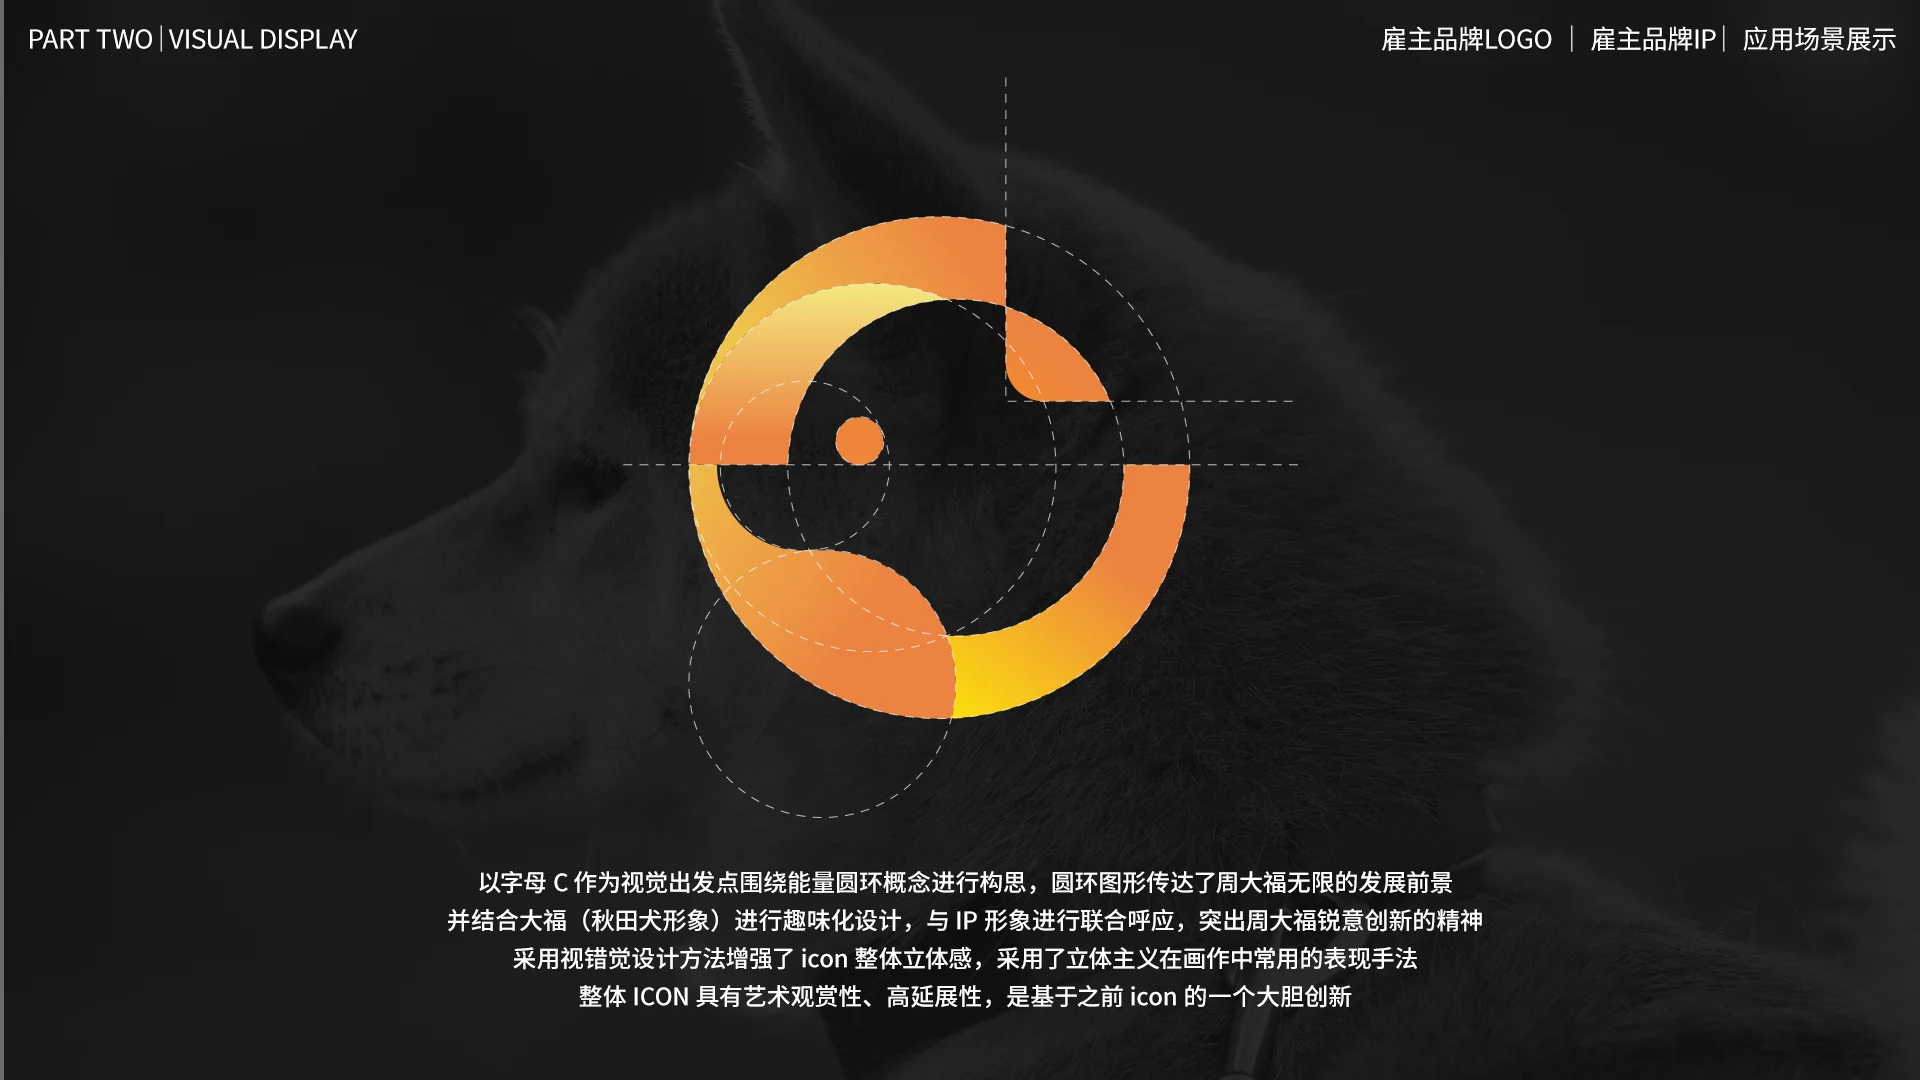 PART TWO|VISUAL DISPLAY
雇主品牌LOGO | 雇主品牌IP| 应用场景展示
以字母 C 作为视觉出发点围绕能量圆环概念进行构思，圆环图形传达了周大福无限的发展前景
并结合大福（秋田犬形象）进行趣味化设计，与 IP 形象进行联合呼应，突出周大福锐意创新的精神
采用视错觉设计方法增强了 icon 整体立体感，采用了立体主义在画作中常用的表现手法
整体 ICON 具有艺术观赏性、高延展性，是基于之前 icon 的一个大胆创新